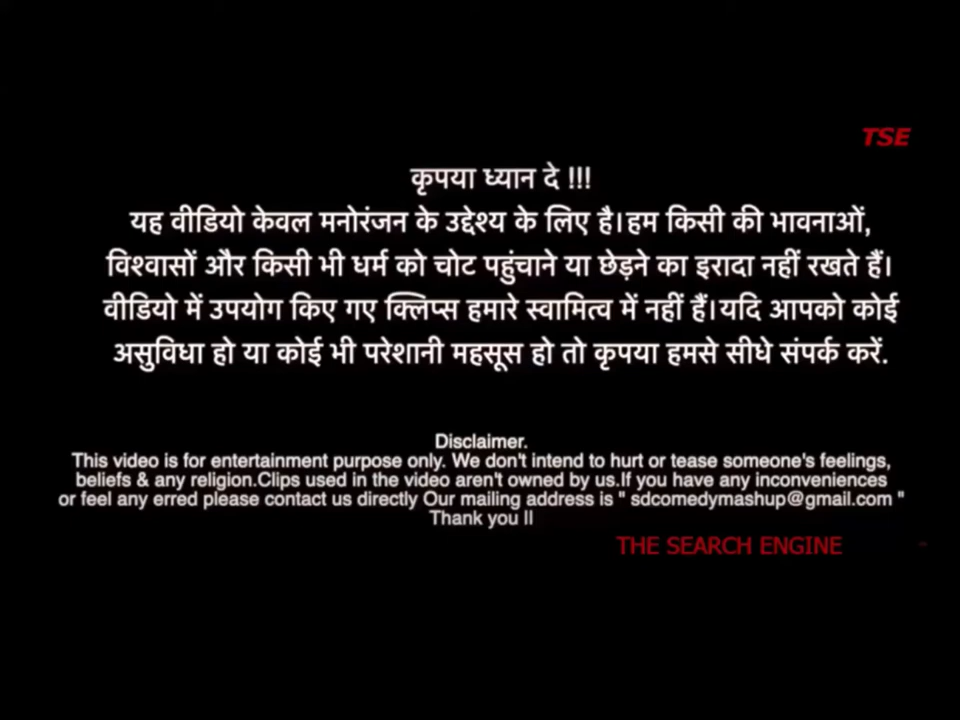 TSE
कृपया ध्यान दे !!!
यह वीडियो केवल मनोरंजन के उद्देश्य के लिए है।हम किसी की भावनाओं,
विश्वासों और किसी भी धर्म को चोट पहुंचाने या छेड़ने का इरादा नहीं रखते हैं।
वीडियो में उपयोग किए गए क्लिप्स हमारे स्वामित्व में नहीं हैं।यदि आपको कोई
असुविधा हो या कोई भी परेशानी महसूस हो तो कृपया हमसे सीधे संपर्क करें.
Disclaimer.
This video is for entertainment purpose only. We don't intend to hurt or tease someone's feelings,
beliefs & any religion.Clips used in the video aren't owned by us.If you have any inconveniences
or feel any erred please contact us directly Our mailing address is " sdcomedymashup@gmail.com "
Thank you ll
THE SEARCH ENGINE